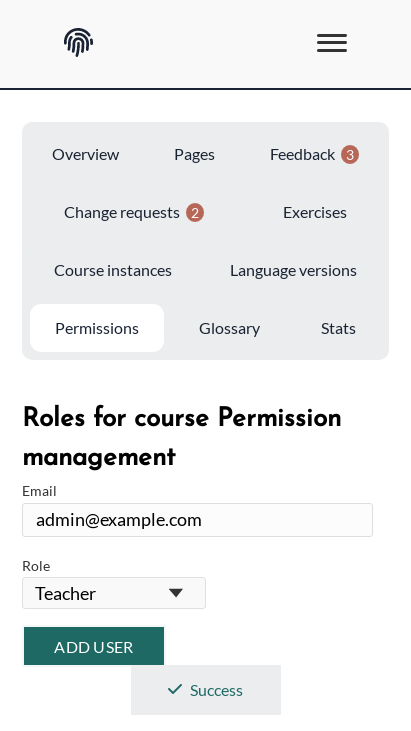 Overview Pages Feedback 3
Change requests 2 Exercises
Course instances Language versions
Permissions Glossary Stats
Roles for course Permission
management
Email
admin@example.com
Role
Teacher
ADD USER
Success